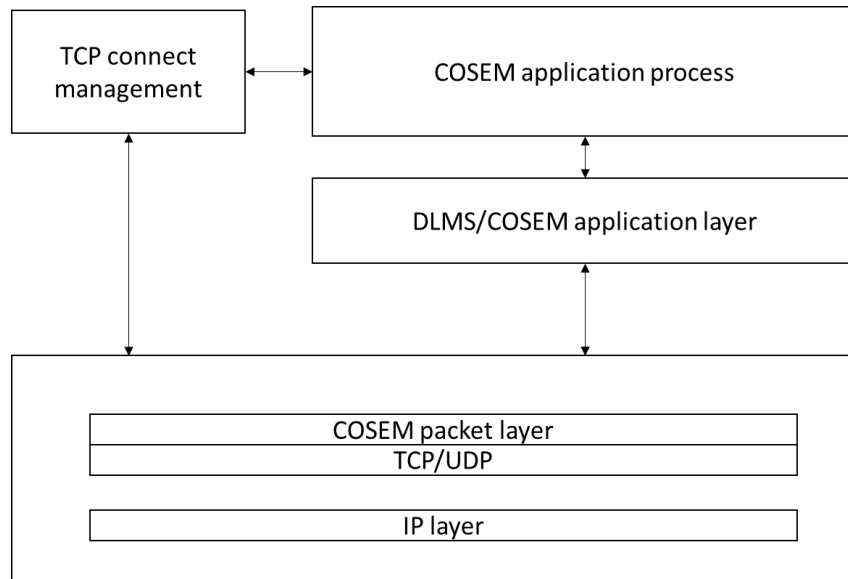 TCP connect
management
COSEM application process
DLMS/COSEM application layer
COSEM packet layer
TCP/UDP
IP layer